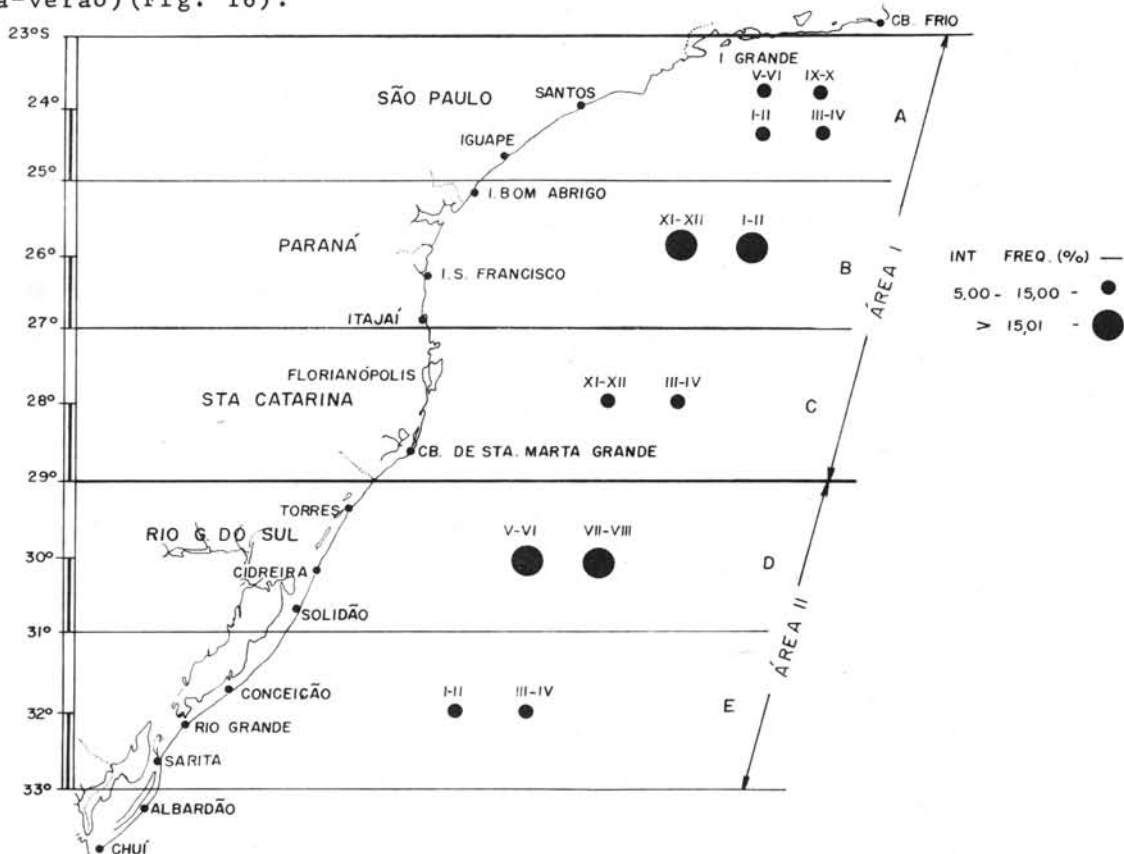 a-verão)(Fig. 16).
CB. FRIO
23°S
I GRANDE
V-VI IX-X
SÃO PAULO
SANTOS
24°
I-II III-IV
A
IGUAPE
25°
I. BOM ABRIGO
XI-XII I-II
PARANÁ
26°
I. S. FRANCISCO
B
ÁREA I
INT FREQ. (%) —
5,00 - 15,00 -
> 15,01 -
ITAJAÍ
27°
FLORIANÓPOLIS
XI-XII III-IV
STA CATARINA
28°
C
CB. DE STA. MARTA GRANDE
29°
TORRES
RIO G. DO SUL
V-VI VII-VIII
30°
CIDREIRA
D
SOLIDÃO
ÁREA II
31°
CONCEIÇÃO
I-II III-IV
32°
RIO GRANDE
E
SARITA
33°
ALBARDÃO
CHUÍ